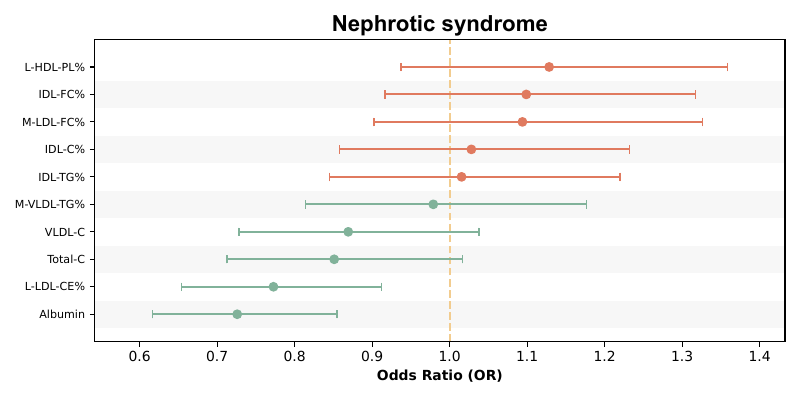 Nephrotic syndrome
L-HDL-PL%
IDL-FC%
M-LDL-FC%
IDL-C%
IDL-TG%
M-VLDL-TG%
VLDL-C
Total-C
L-LDL-CE%
Albumin
0.6 0.7 0.8 0.9 1.0 1.1 1.2 1.3 1.4
Odds Ratio (OR)